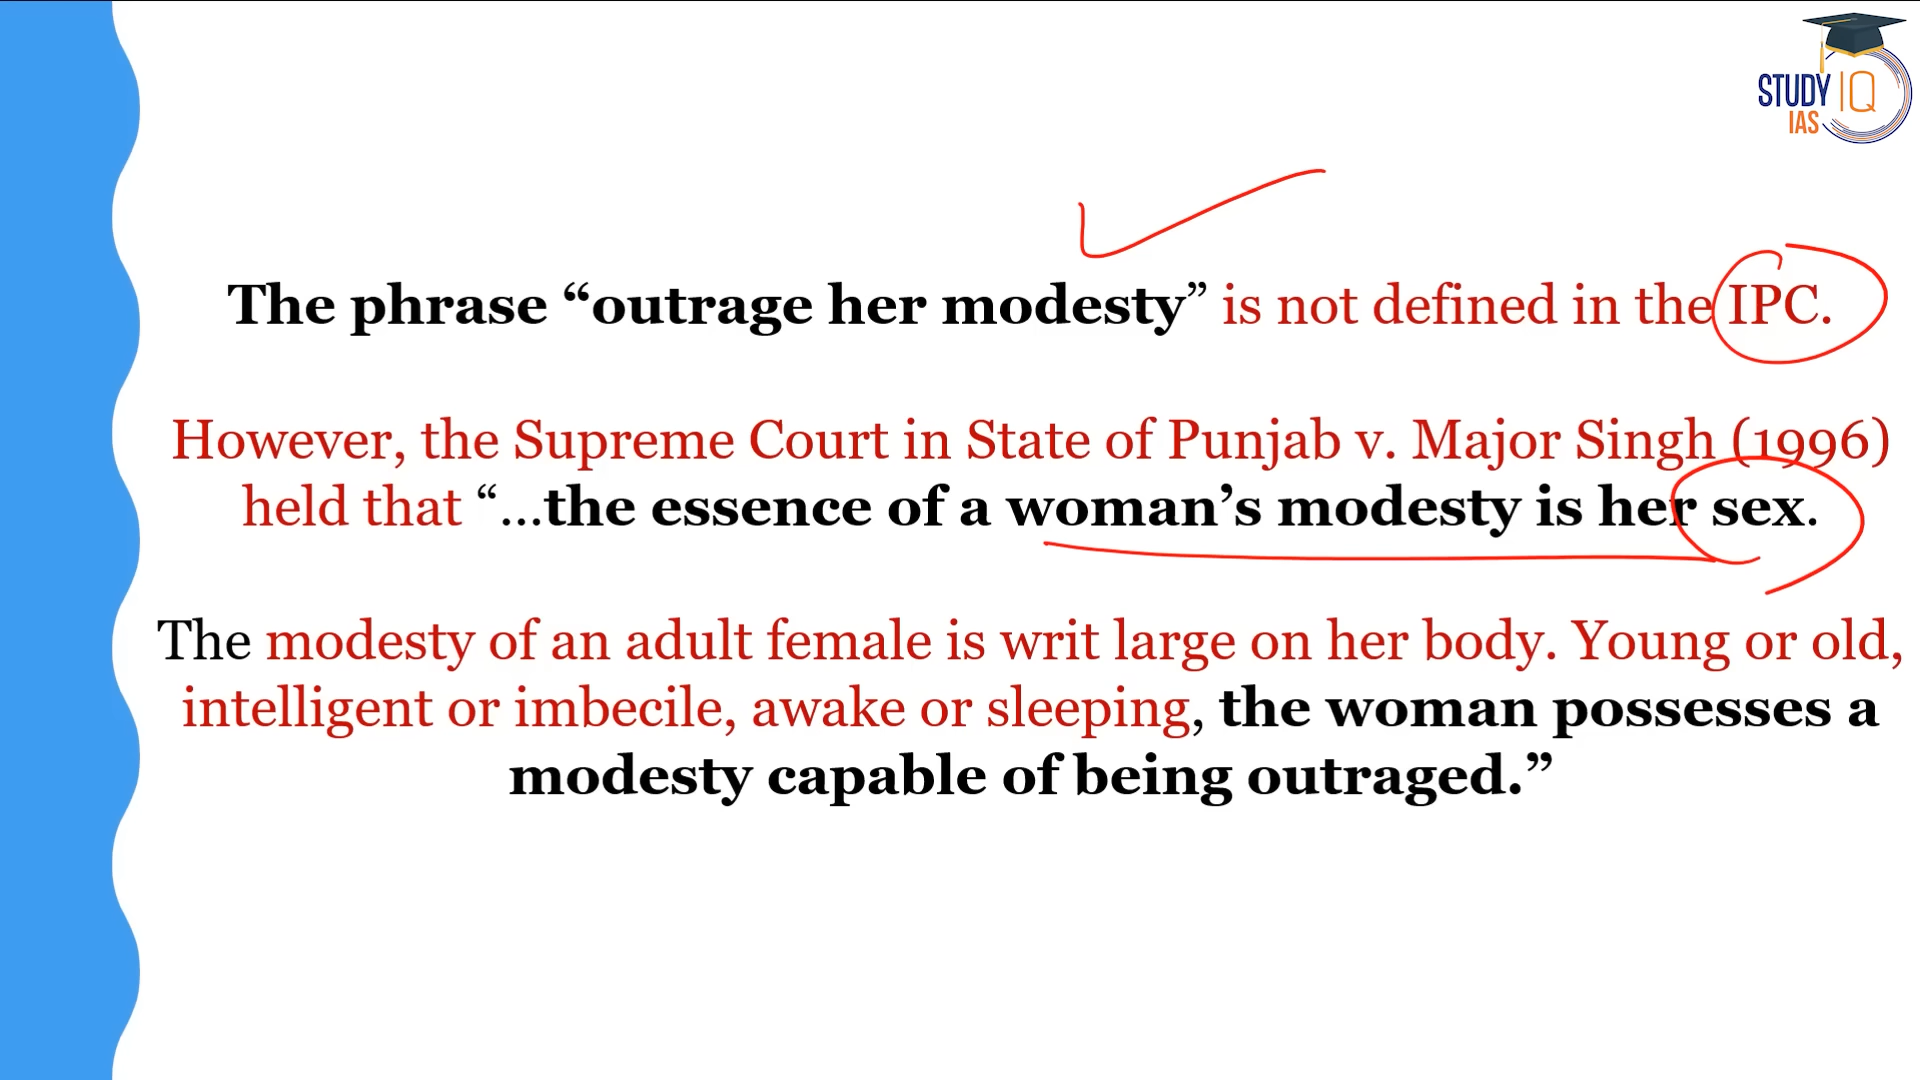 STUDY IQ
IAS
The phrase “outrage her modesty” is not defined in the IPC.
However, the Supreme Court in State of Punjab v. Major Singh (1996)
held that “…the essence of a woman’s modesty is her sex.
The modesty of an adult female is writ large on her body. Young or old,
intelligent or imbecile, awake or sleeping, the woman possesses a
modesty capable of being outraged.”